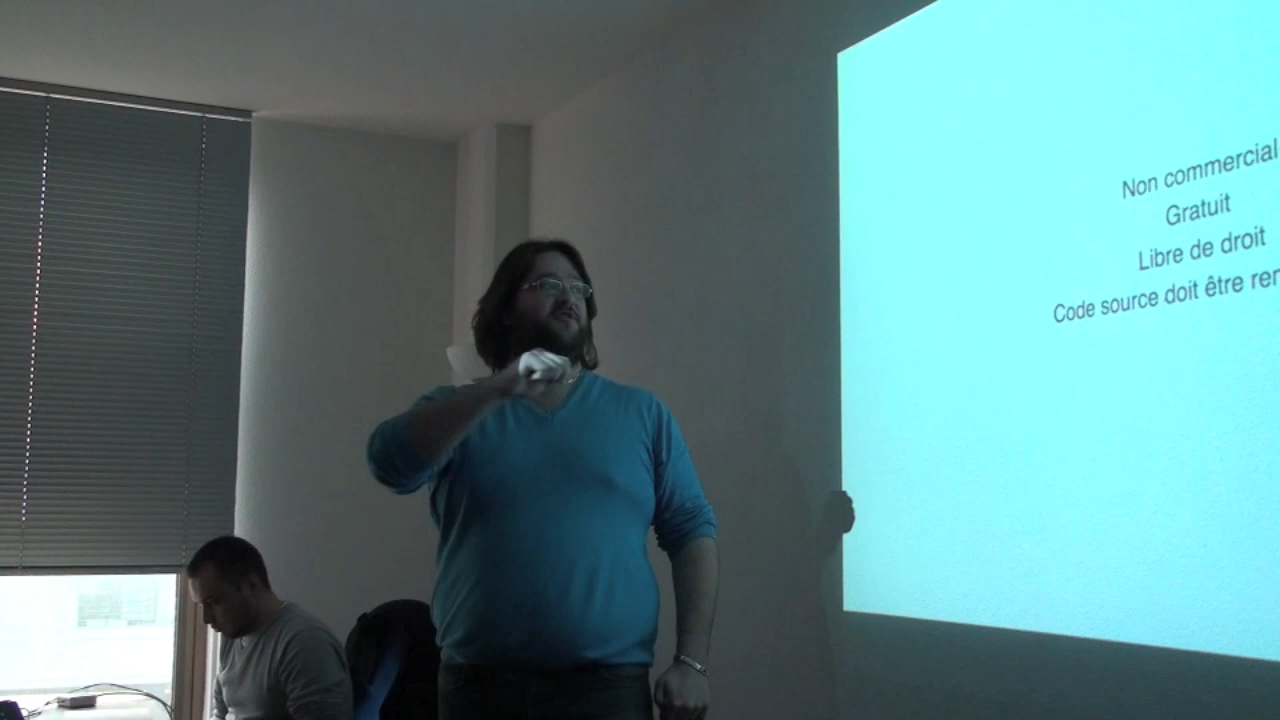 Non commercial
Gratuit
Libre de droit
Code source doit être